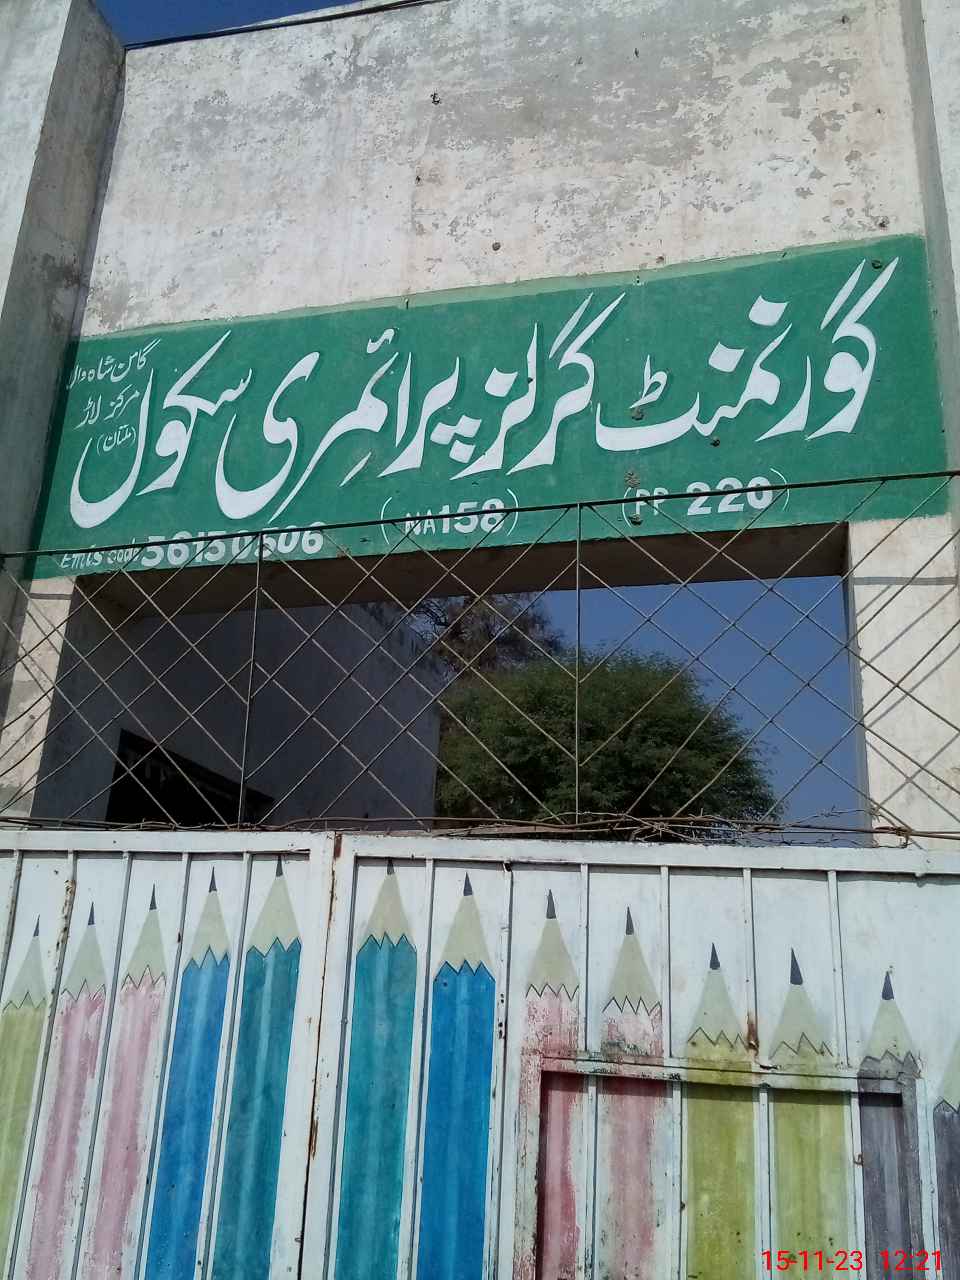 گورنمنٹ گرلز پرائمری سکول
گامن شاہ وال
مرکز لاڑ
(ملتان)
(PP 220)
(NA158)
Emis code 36130606
15-11-23 12:21